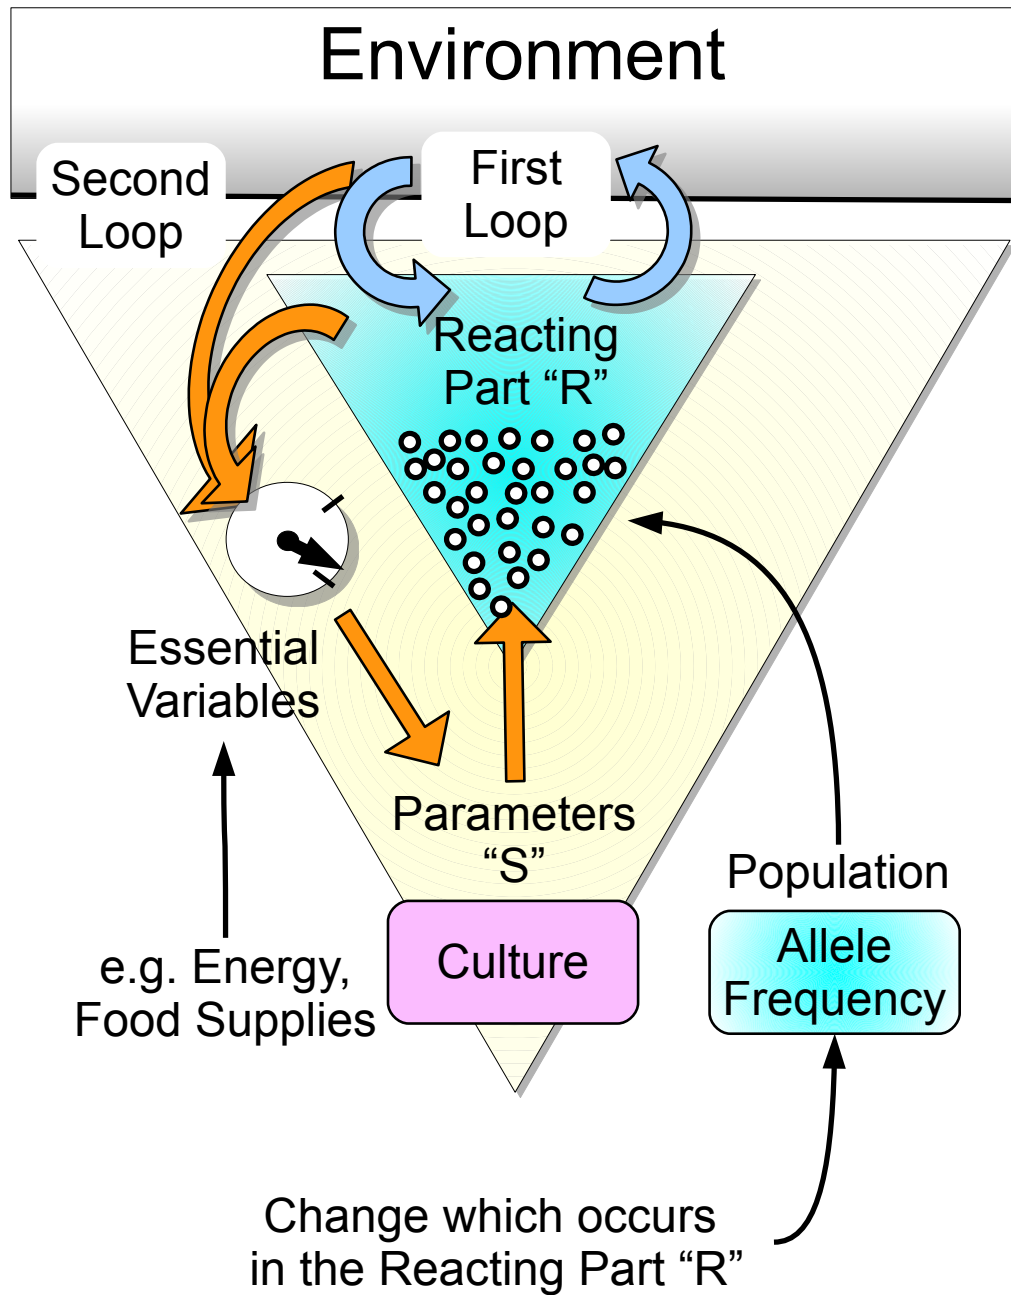 Environment
Second
Loop
First
Loop
Reacting
Part “R”
Essential
Variables
Parameters
“S”
Culture
e.g. Energy,
Food Supplies
Population
Allele
Frequency
Change which occurs
in the Reacting Part “R”